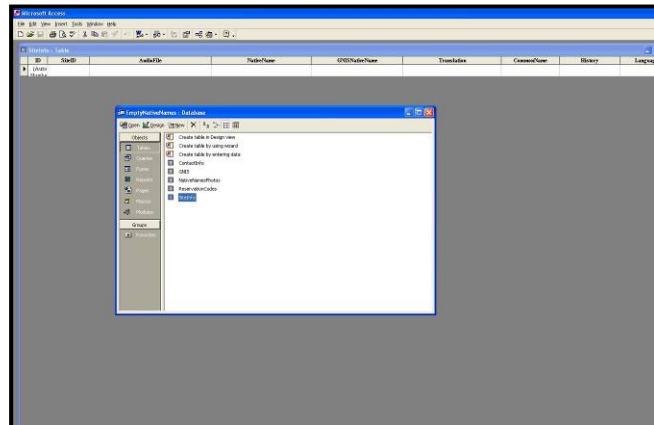 Microsoft Access
File Edit View Insert Tools Window Help
SiteInfo : Table
ID SiteID AudioFile NativeName GNISNativeName Translation CommonName History Languag
(AutoNumbe
EmptyNativeNames : Database
Open Design New
Objects
Tables
Queries
Forms
Reports
Pages
Macros
Modules
Groups
Favorites
Create table in Design view
Create table by using wizard
Create table by entering data
ContactInfo
GNIS
NativeNamesPhotos
ReservationCodes
SiteInfo